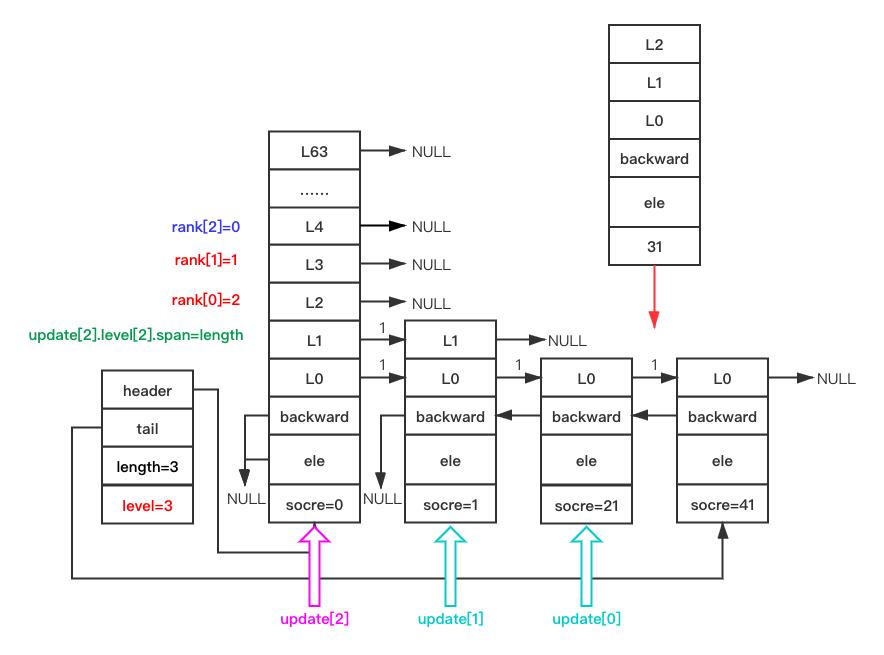 L2
L1
L0
backward
ele
31
L63
NULL
......
rank[2]=0
L4
NULL
rank[1]=1
L3
NULL
rank[0]=2
L2
NULL
update[2].level[2].span=length
L1
1
L1
NULL
header
L0
1
L0
1
L0
1
L0
NULL
tail
backward
backward
backward
backward
length=3
ele
ele
ele
ele
NULL
NULL
level=3
socre=0
socre=1
socre=21
socre=41
update[2]
update[1]
update[0]